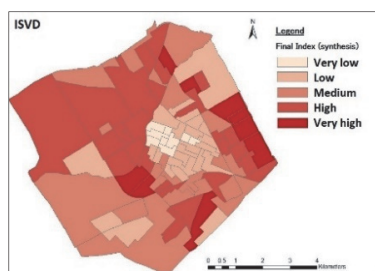 ISVD
N
Legend
Final Index (synthesis)
Very low
Low
Medium
High
Very high
0 0.5 1 2 3 4
Kilometers